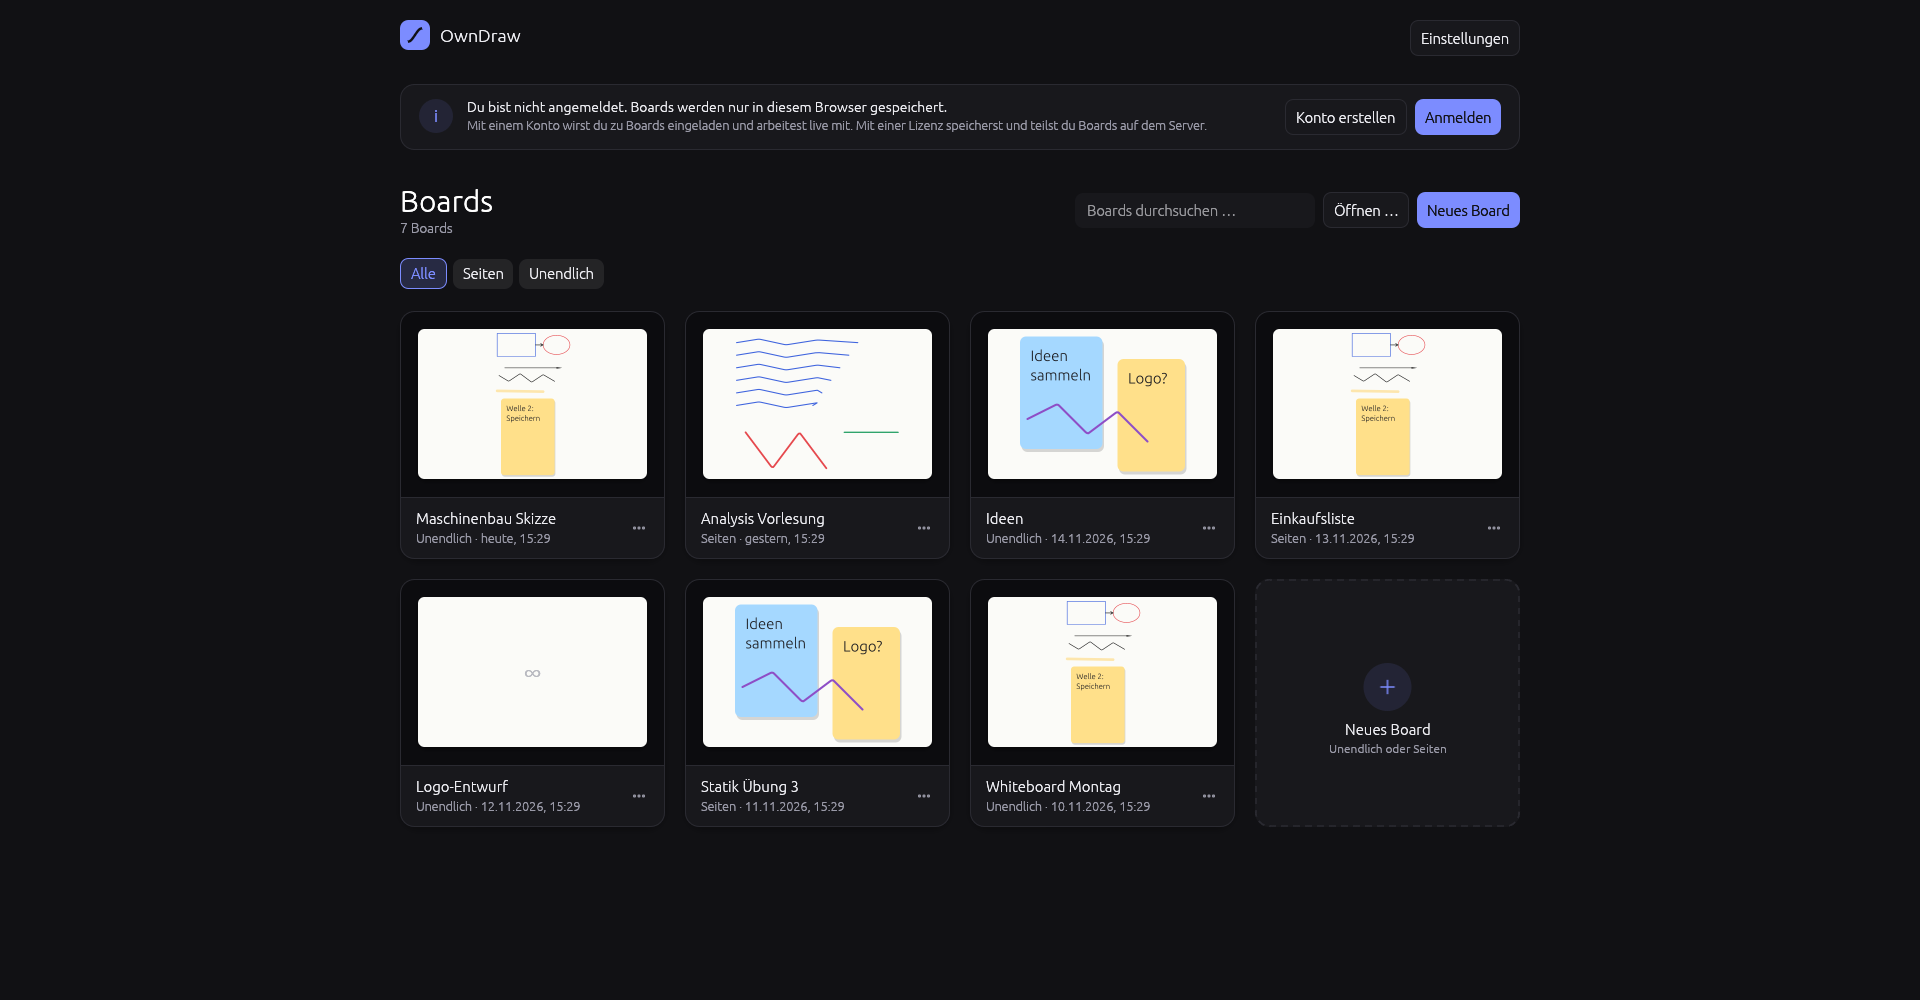 OwnDraw
Einstellungen
i
Du bist nicht angemeldet. Boards werden nur in diesem Browser gespeichert.
Mit einem Konto wirst du zu Boards eingeladen und arbeitest live mit. Mit einer Lizenz speicherst und teilst du Boards auf dem Server.
Konto erstellen
Anmelden
Boards
7 Boards
Boards durchsuchen …
Öffnen …
Neues Board
Alle
Seiten
Unendlich
Welle 2:
Speichern
Maschinenbau Skizze
Unendlich · heute, 15:29
Analysis Vorlesung
Seiten · gestern, 15:29
Ideen
sammeln
Logo?
Ideen
Unendlich · 14.11.2026, 15:29
Welle 2:
Speichern
Einkaufsliste
Seiten · 13.11.2026, 15:29
∞
Logo-Entwurf
Unendlich · 12.11.2026, 15:29
Ideen
sammeln
Logo?
Statik Übung 3
Seiten · 11.11.2026, 15:29
Welle 2:
Speichern
Whiteboard Montag
Unendlich · 10.11.2026, 15:29
Neues Board
Unendlich oder Seiten